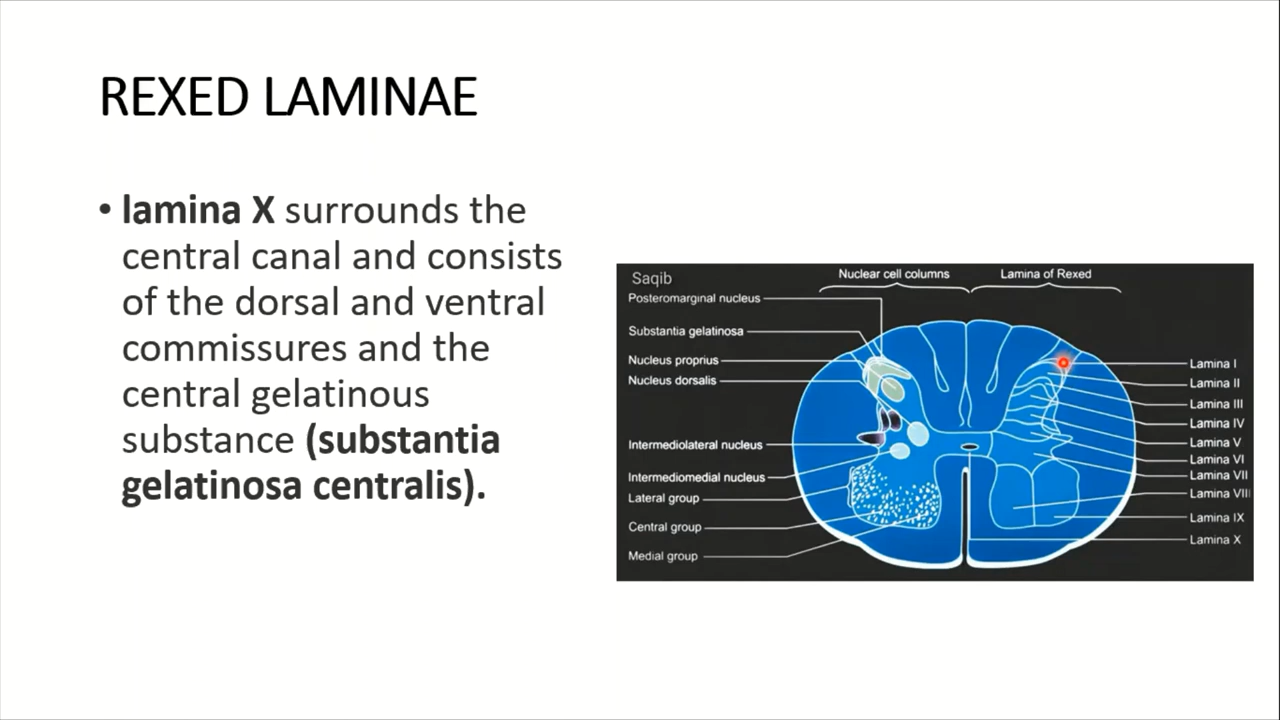 REXED LAMINAE
• lamina X surrounds the
central canal and consists
of the dorsal and ventral
commissures and the
central gelatinous
substance (substantia
gelatinosa centralis).
Saqib
Nuclear cell columns
Lamina of Rexed
Posteromarginal nucleus
Substantia gelatinosa
Nucleus proprius
Nucleus dorsalis
Intermediolateral nucleus
Intermediomedial nucleus
Lateral group
Central group
Medial group
Lamina I
Lamina II
Lamina III
Lamina IV
Lamina V
Lamina VI
Lamina VII
Lamina VIII
Lamina IX
Lamina X